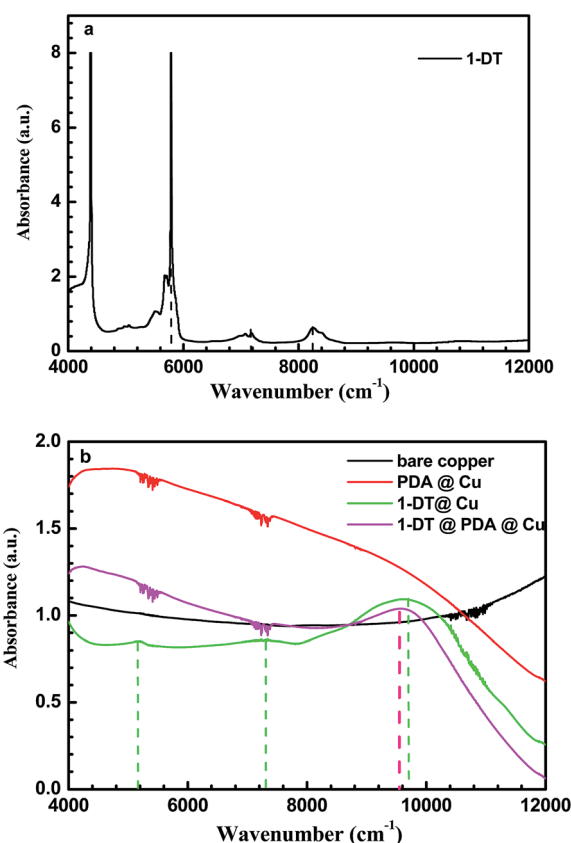 a
1-DT
8
6
4
2
0
Absorbance (a.u.)
4000 6000 8000 10000 12000
Wavenumber (cm⁻¹)
b
bare copper
PDA @ Cu
1-DT@ Cu
1-DT @ PDA @ Cu
2.0
1.5
1.0
0.5
0.0
Absorbance (a.u.)
4000 6000 8000 10000 12000
Wavenumber (cm⁻¹)